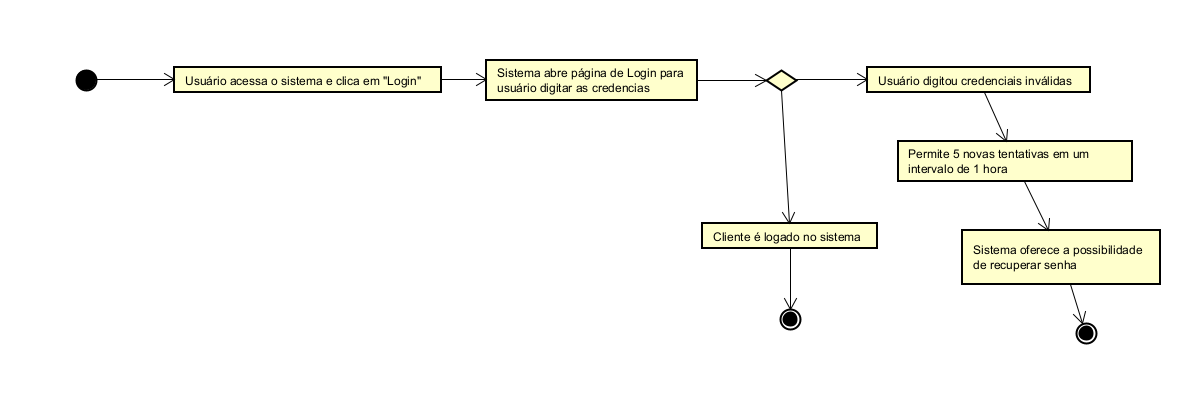 Usuário acessa o sistema e clica em "Login"
Sistema abre página de Login para
usuário digitar as credencias
Usuário digitou credenciais inválidas
Permite 5 novas tentativas em um
intervalo de 1 hora
Cliente é logado no sistema
Sistema oferece a possibilidade
de recuperar senha